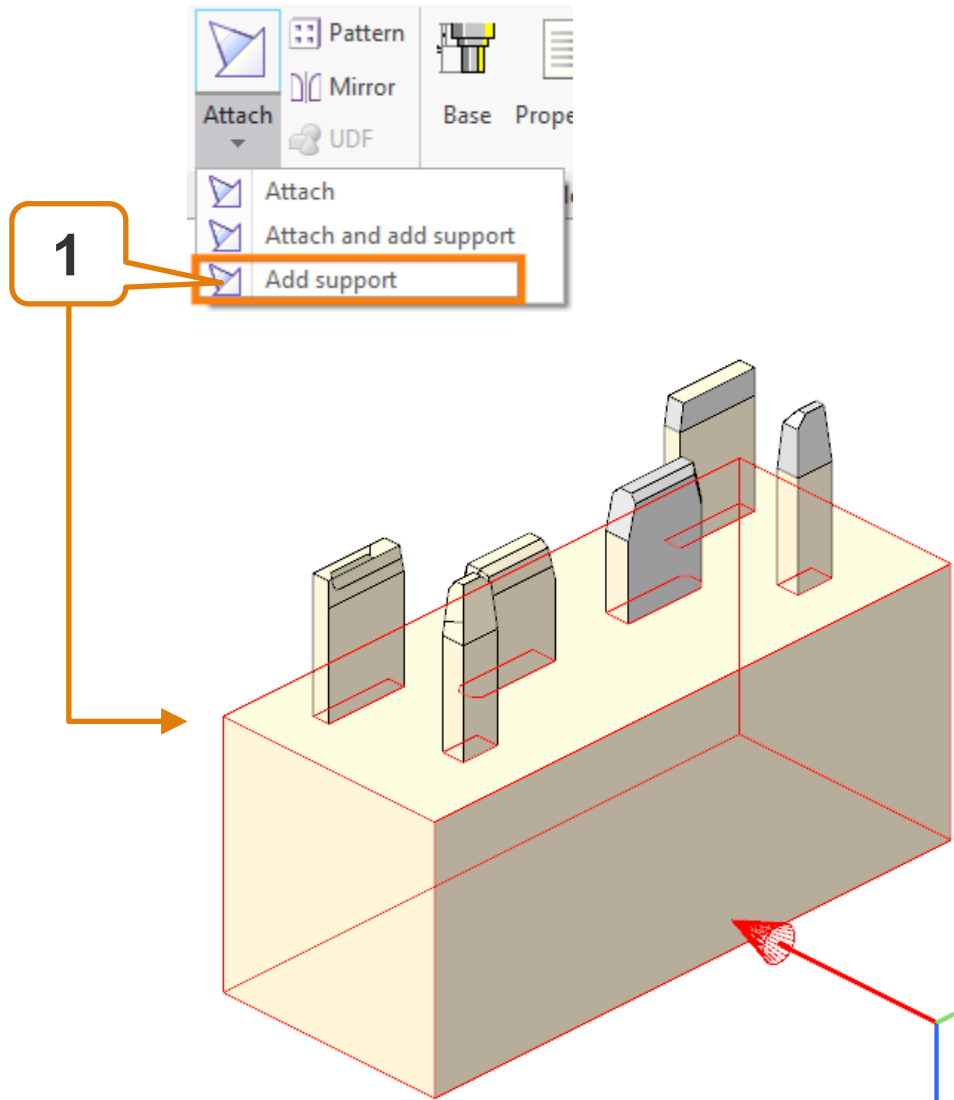 Pattern
Mirror
Attach
Base
Prope
UDF
Attach
Attach and add support
1
Add support